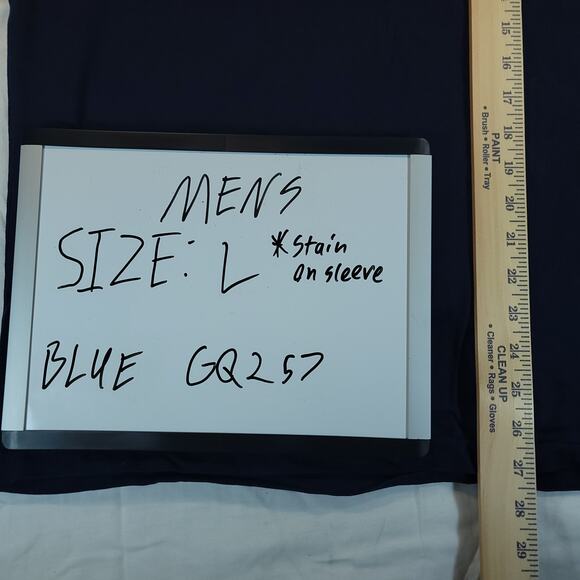 MENS
SIZE: L *stain
on sleeve
BLUE GQ257
15
16
17
18
19
20
21
22
23
24
25
26
27
28
29
PAINT
• Brush • Roller • Tray
CLEAN UP
• Cleaner • Rags • Gloves